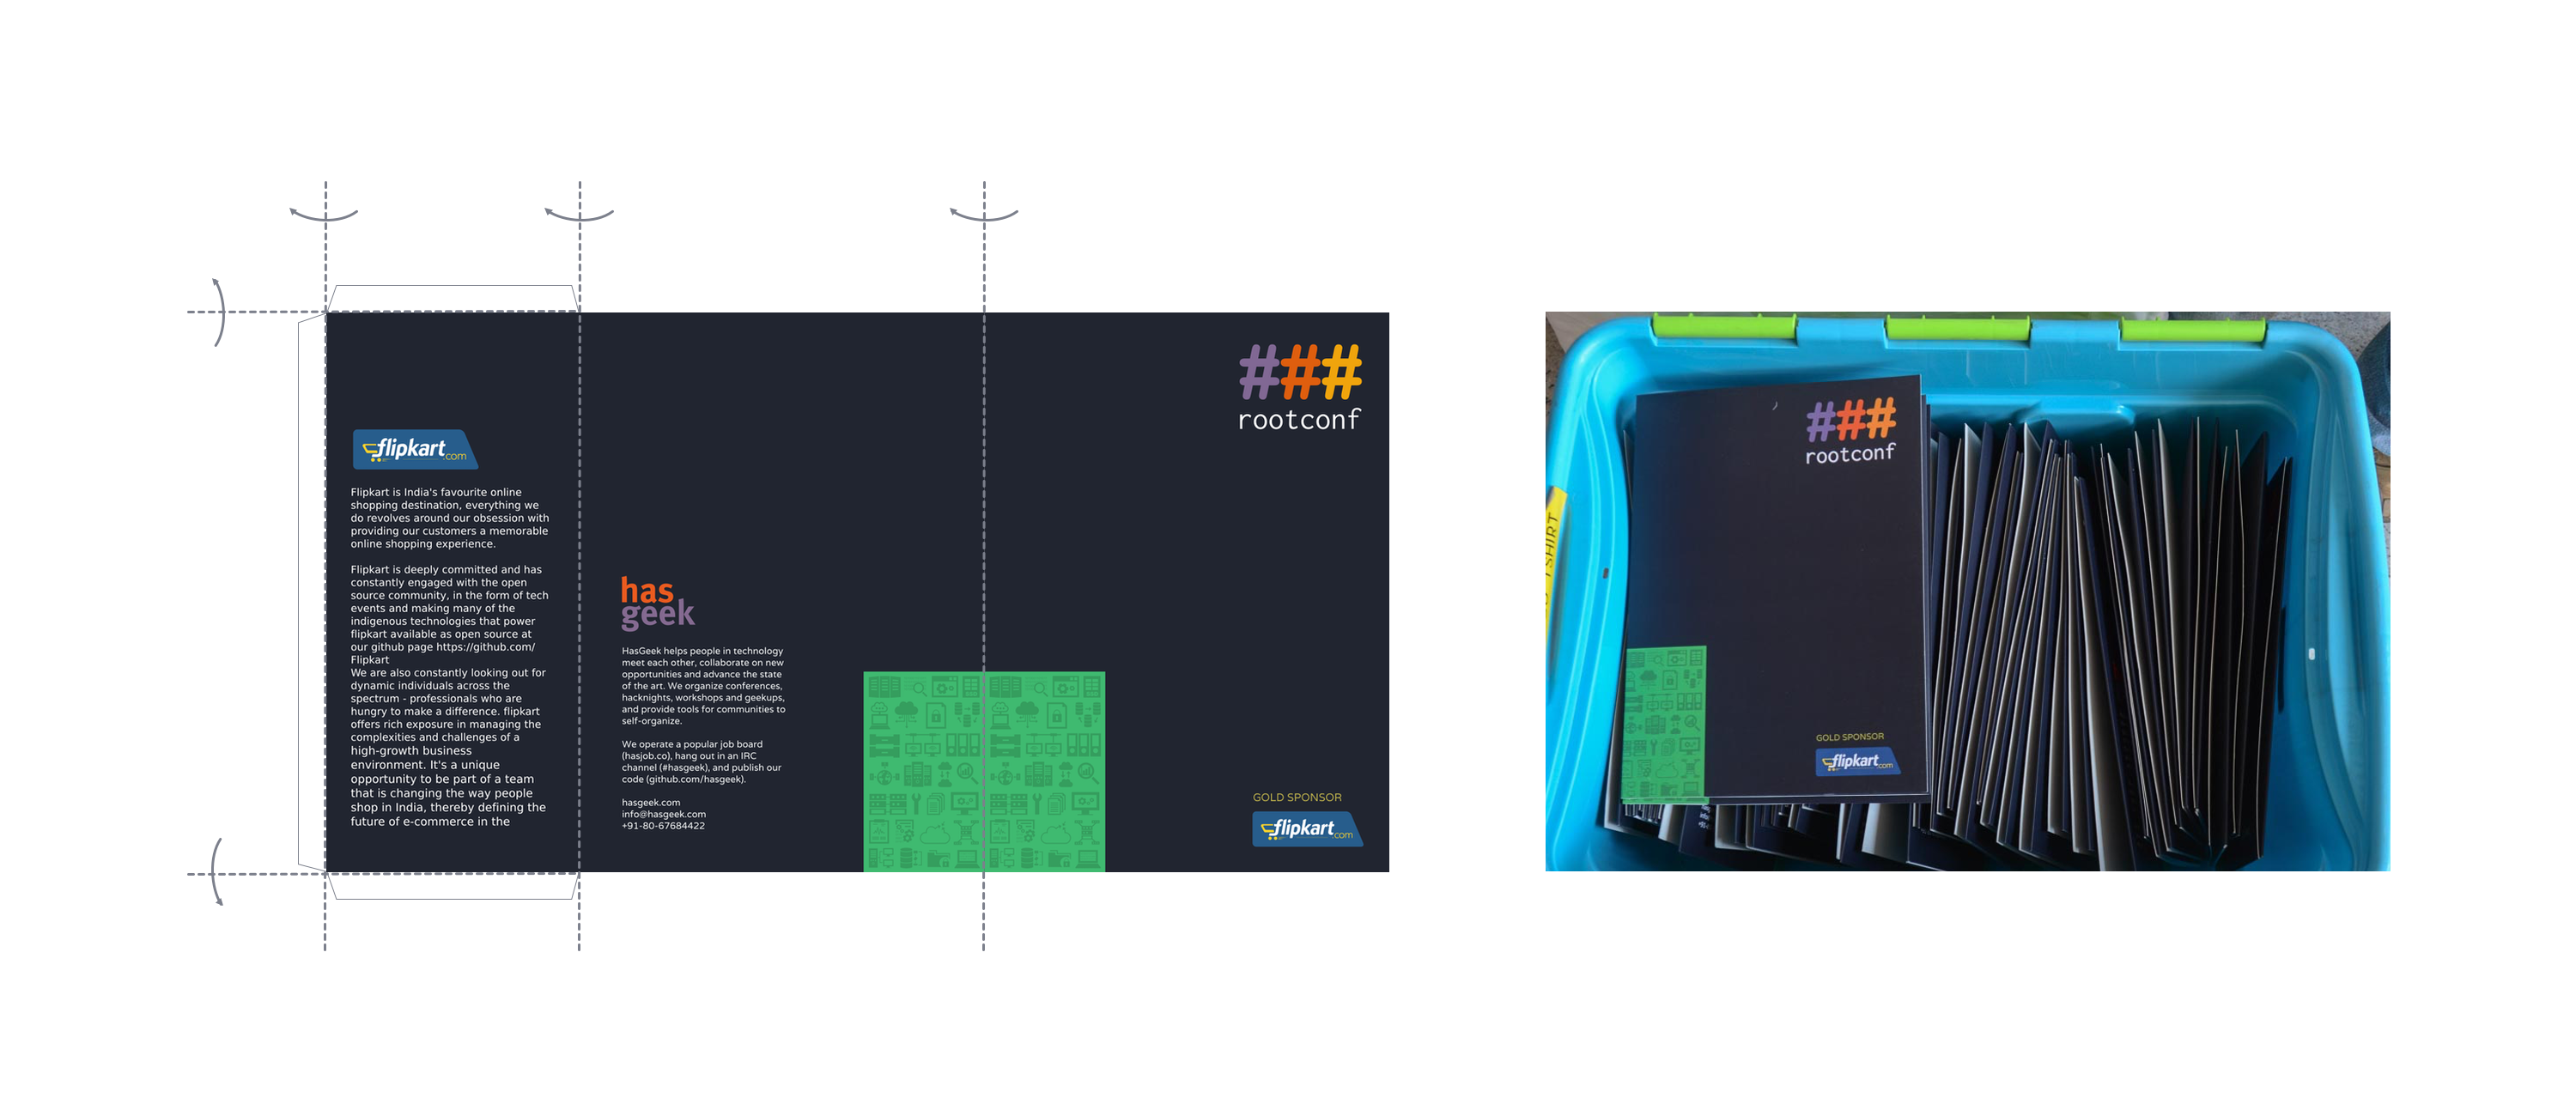 flipkart.com
Flipkart is India's favourite online
shopping destination, everything we
do revolves around our obsession with
providing our customers a memorable
online shopping experience.
Flipkart is deeply committed and has
constantly engaged with the open
source community, in the form of tech
events and making many of the
indigenous technologies that power
flipkart available as open source at
our github page https://github.com/
Flipkart
We are also constantly looking out for
dynamic individuals across the
spectrum - professionals who are
hungry to make a difference. flipkart
offers rich exposure in managing the
complexities and challenges of a
high-growth business
environment. It's a unique
opportunity to be part of a team
that is changing the way people
shop in India, thereby defining the
future of e-commerce in the
has
geek
HasGeek helps people in technology
meet each other, collaborate on new
opportunities and advance the state
of the art. We organize conferences,
hacknights, workshops and geekups,
and provide tools for communities to
self-organize.
We operate a popular job board
(hasjob.co), hang out in an IRC
channel (#hasgeek), and publish our
code (github.com/hasgeek).
hasgeek.com
info@hasgeek.com
+91-80-67684422
###
rootconf
GOLD SPONSOR
flipkart.com
###
rootconf
GOLD SPONSOR
flipkart.com
TSHIRT